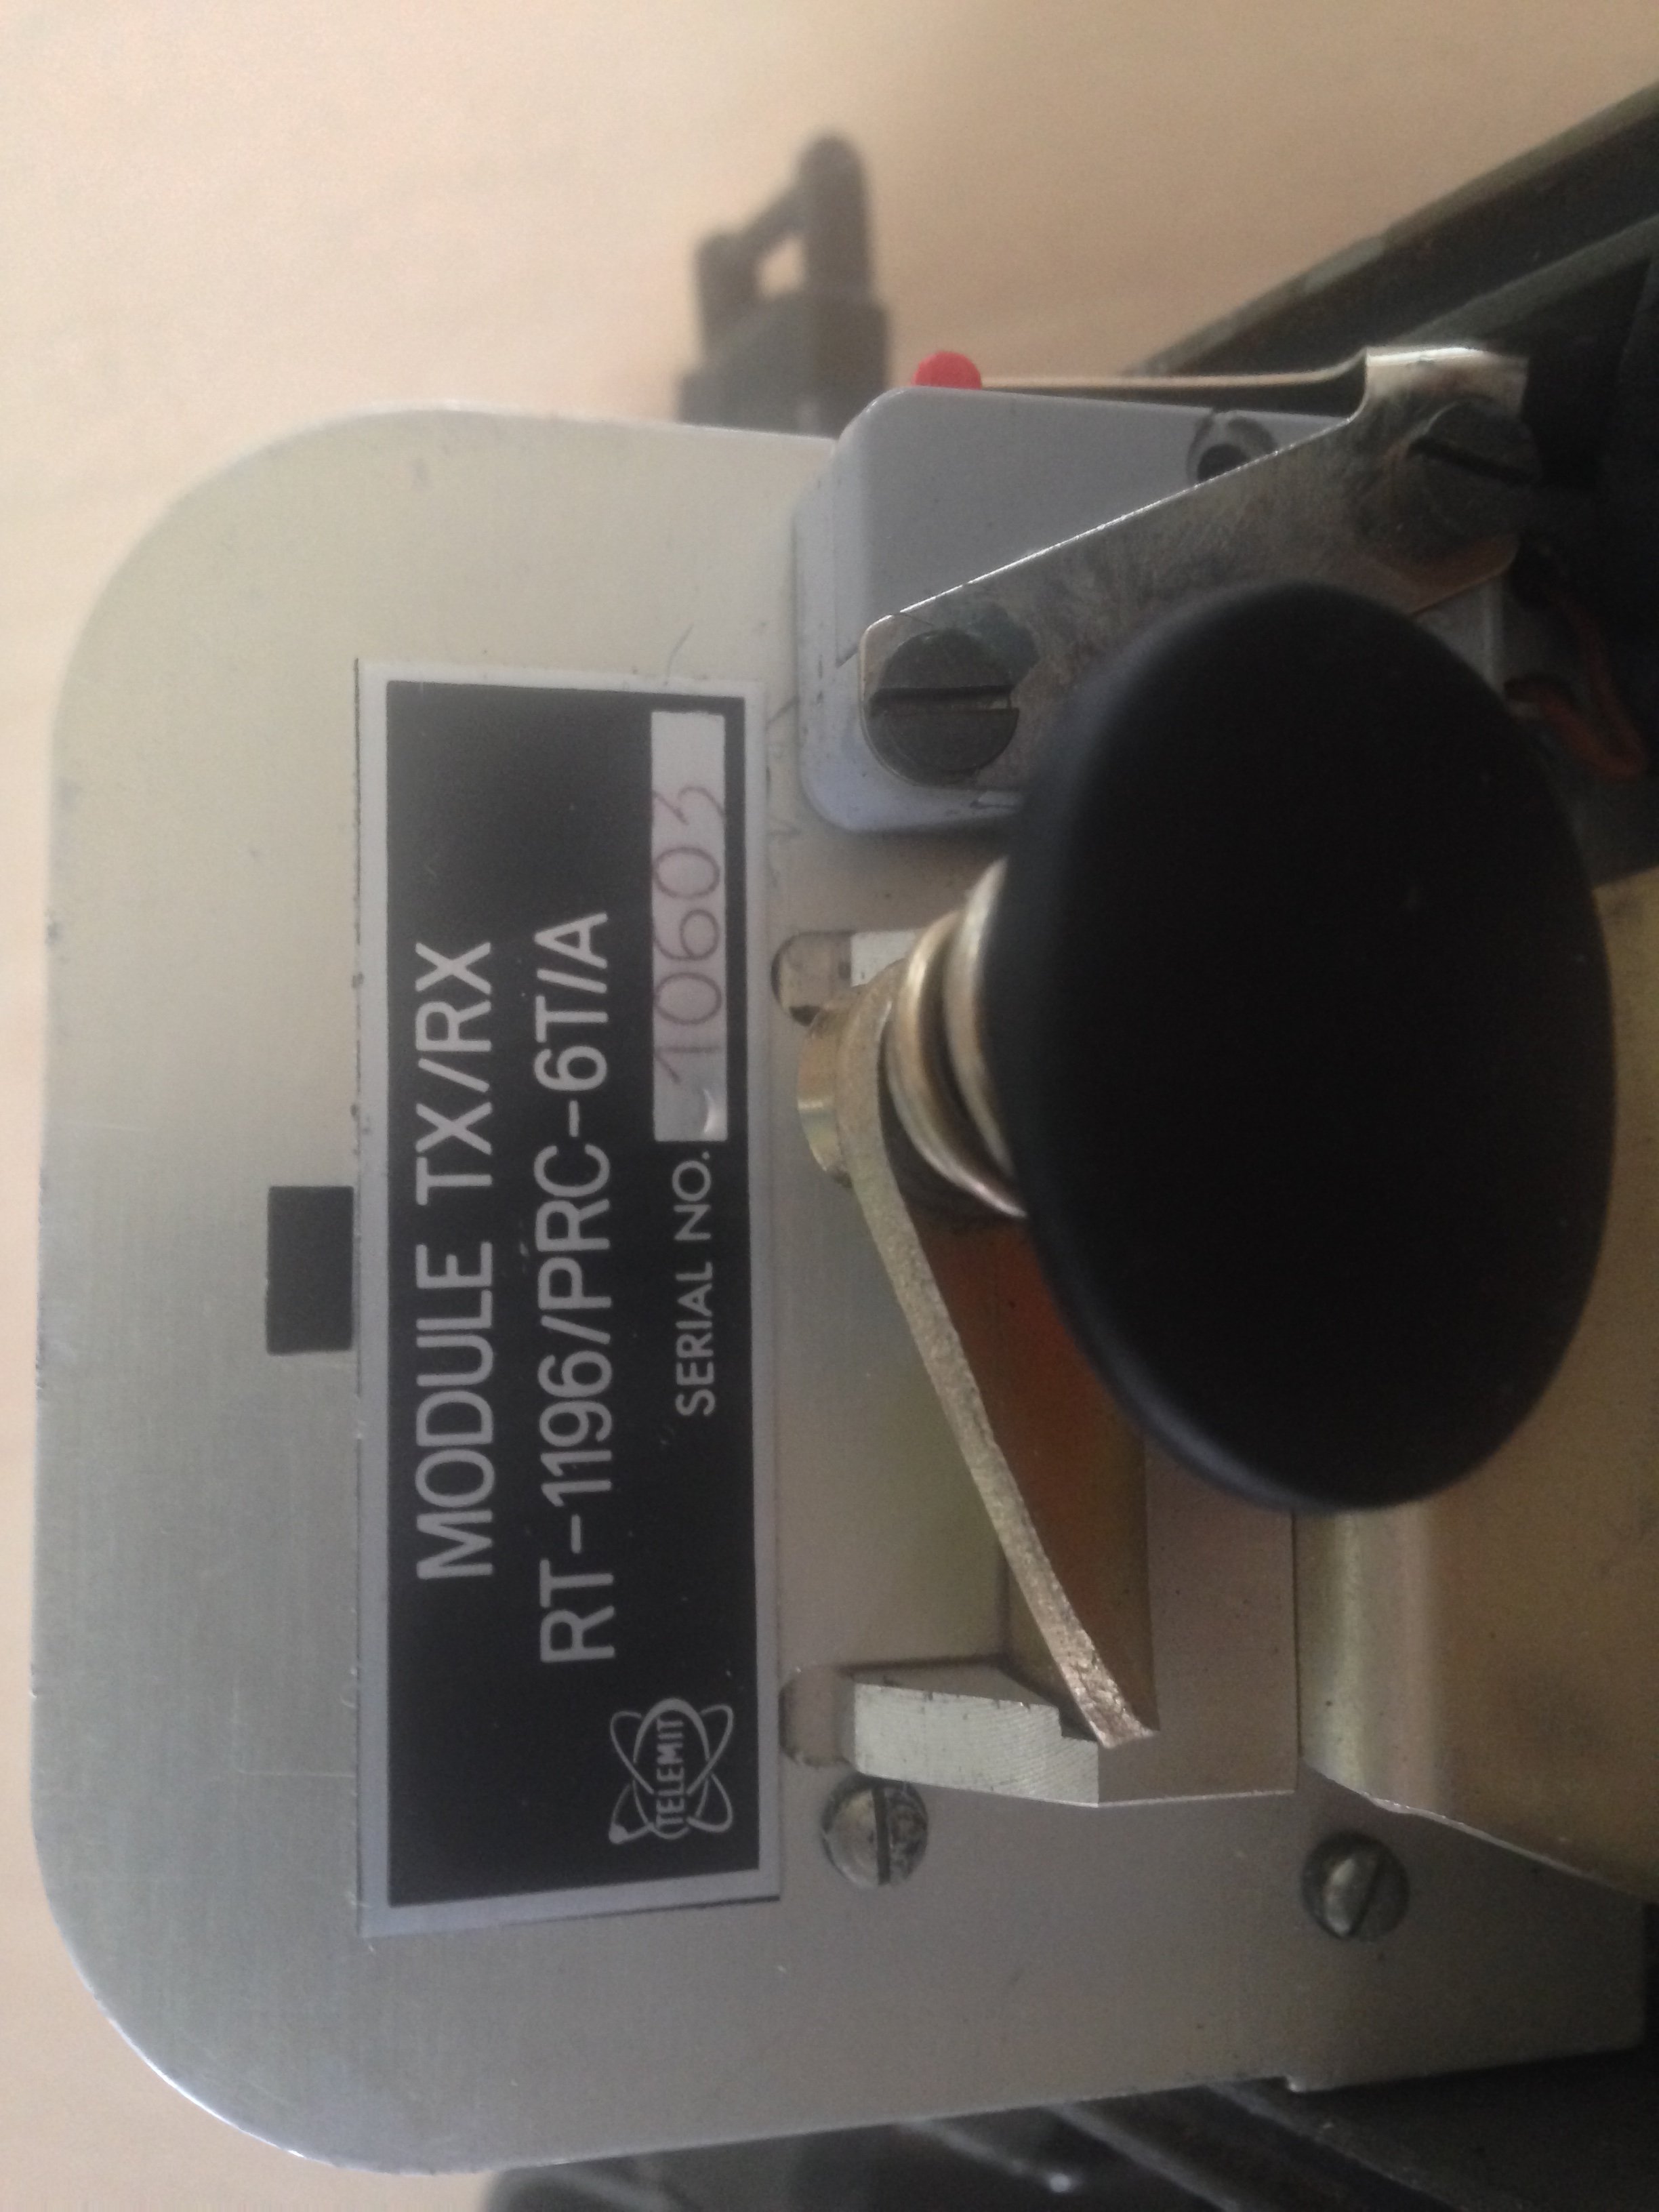 MODULE TX/RX
RT-1196/PRC-6T/A
SERIAL NO. 10603
TELEMIT